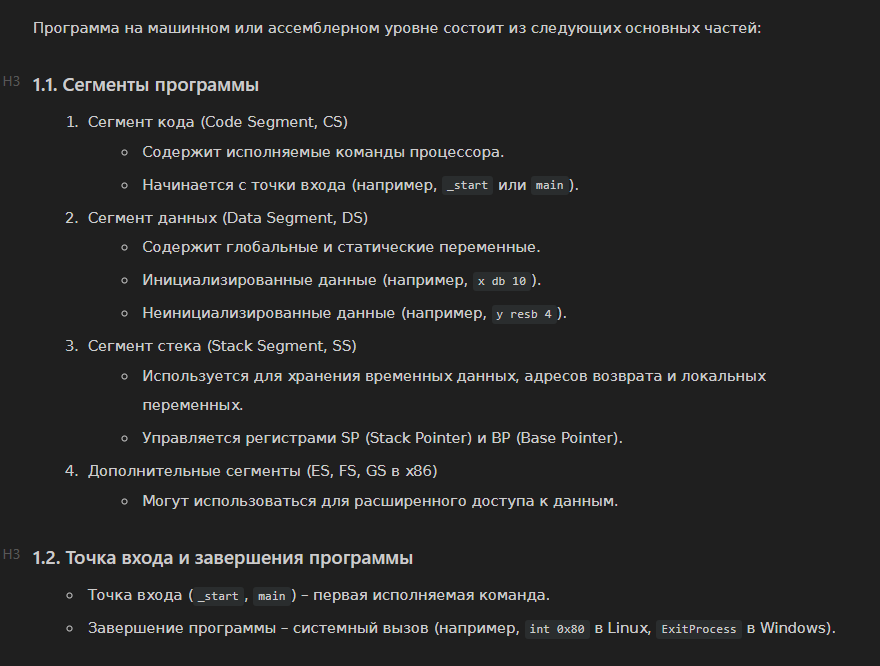 Программа на машинном или ассемблерном уровне состоит из следующих основных частей:
H3 1.1. Сегменты программы
1. Сегмент кода (Code Segment, CS)
◦ Содержит исполняемые команды процессора.
◦ Начинается с точки входа (например, _start или main).
2. Сегмент данных (Data Segment, DS)
◦ Содержит глобальные и статические переменные.
◦ Инициализированные данные (например, x db 10).
◦ Неинициализированные данные (например, y resb 4).
3. Сегмент стека (Stack Segment, SS)
◦ Используется для хранения временных данных, адресов возврата и локальных
переменных.
◦ Управляется регистрами SP (Stack Pointer) и BP (Base Pointer).
4. Дополнительные сегменты (ES, FS, GS в x86)
◦ Могут использоваться для расширенного доступа к данным.
H3 1.2. Точка входа и завершения программы
◦ Точка входа (_start, main) – первая исполняемая команда.
◦ Завершение программы – системный вызов (например, int 0x80 в Linux, ExitProcess в Windows).